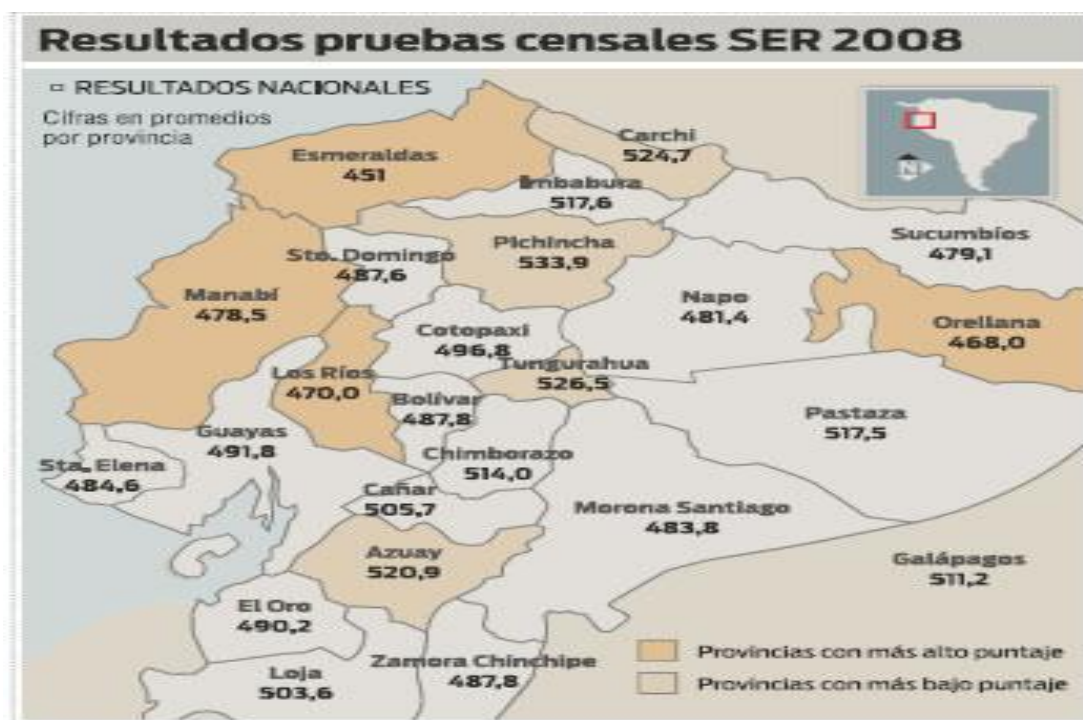 Resultados pruebas censales SER 2008
RESULTADOS NACIONALES
Cifras en promedios
por provincia
Carchi
524,7
Esmeraldas
451
Imbabura
517,6
Sucumbíos
479,1
Pichincha
533,9
Sto. Domingo
487,6
Manabí
478,5
Napo
481,4
Orellana
468,0
Cotopaxi
496,8
Tungurahua
526,5
Los Ríos
470,0
Bolívar
487,8
Pastaza
517,5
Guayas
491,8
Chimborazo
514,0
Sta. Elena
484,6
Cañar
505,7
Morona Santiago
483,8
Azuay
520,9
Galápagos
511,2
El Oro
490,2
Loja
503,6
Zamora Chinchipe
487,8
Provincias con más alto puntaje
Provincias con más bajo puntaje
N